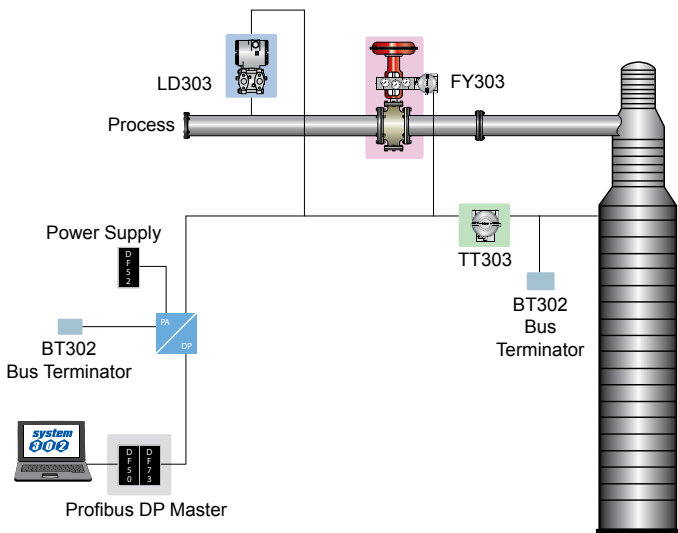 LD303
FY303
Process
Power Supply
DF52
TT303
PA
DP
BT302
Bus Terminator
BT302
Bus
Terminator
system
302
DF50
DF73
Profibus DP Master